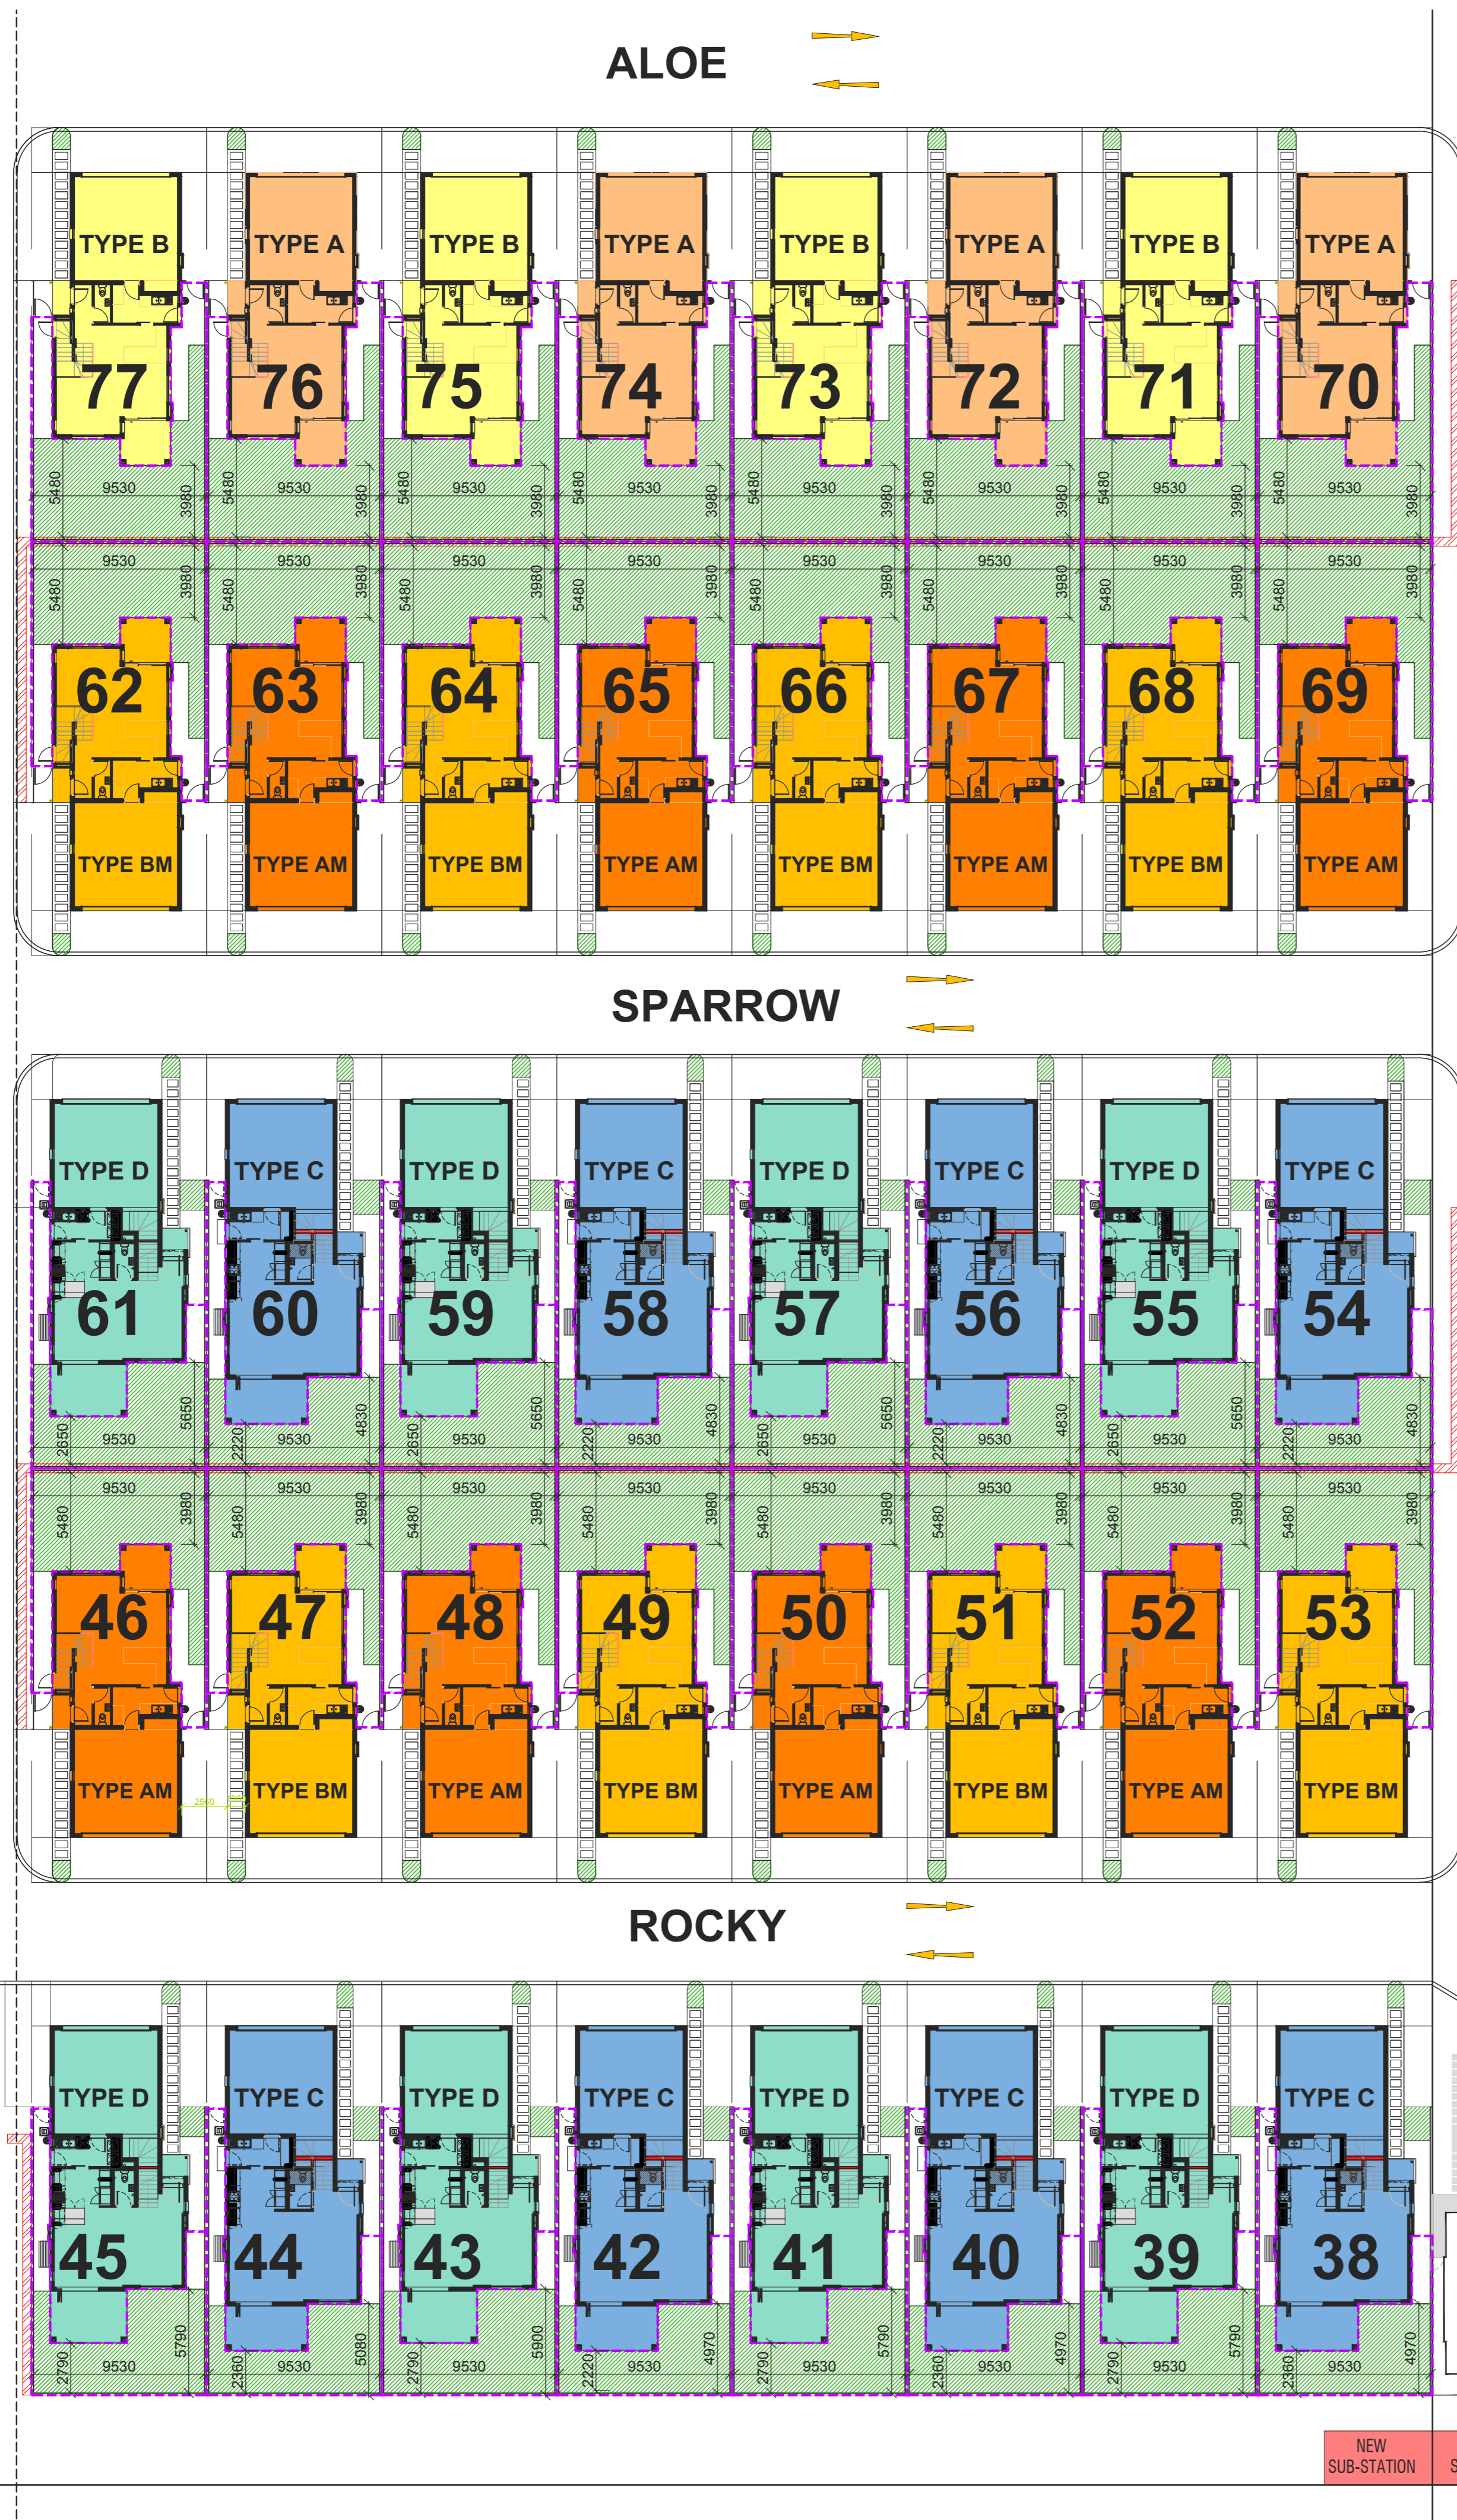 ALOE
TYPE B TYPE A TYPE B TYPE A TYPE B TYPE A TYPE B TYPE A
77 76 75 74 73 72 71 70
5480 9530 3980 5480 9530 3980 5480 9530 3980 5480 9530 3980 5480 9530 3980 5480 9530 3980 5480 9530 3980 5480 9530 3980
5480 9530 3980 5480 9530 3980 5480 9530 3980 5480 9530 3980 5480 9530 3980 5480 9530 3980 5480 9530 3980 5480 9530 3980
62 63 64 65 66 67 68 69
TYPE BM TYPE AM TYPE BM TYPE AM TYPE BM TYPE AM TYPE BM TYPE AM
SPARROW
TYPE D TYPE C TYPE D TYPE C TYPE D TYPE C TYPE D TYPE C
61 60 59 58 57 56 55 54
2650 9530 5650 2220 9530 4830 2650 9530 5650 2220 9530 4830 2650 9530 5650 2220 9530 4830 2650 9530 5650 2220 9530 4830
5480 9530 3980 5480 9530 3980 5480 9530 3980 5480 9530 3980 5480 9530 3980 5480 9530 3980 5480 9530 3980 5480 9530 3980
46 47 48 49 50 51 52 53
TYPE AM TYPE BM TYPE AM TYPE BM TYPE AM TYPE BM TYPE AM TYPE BM
ROCKY
TYPE D TYPE C TYPE D TYPE C TYPE D TYPE C TYPE D TYPE C
45 44 43 42 41 40 39 38
2790 9530 5790 2360 9530 5080 2790 9530 5900 2220 9530 4970 2790 9530 5790 2360 9530 4970 2790 9530 5790 2360 9530 4970
NEW
SUB-STATION